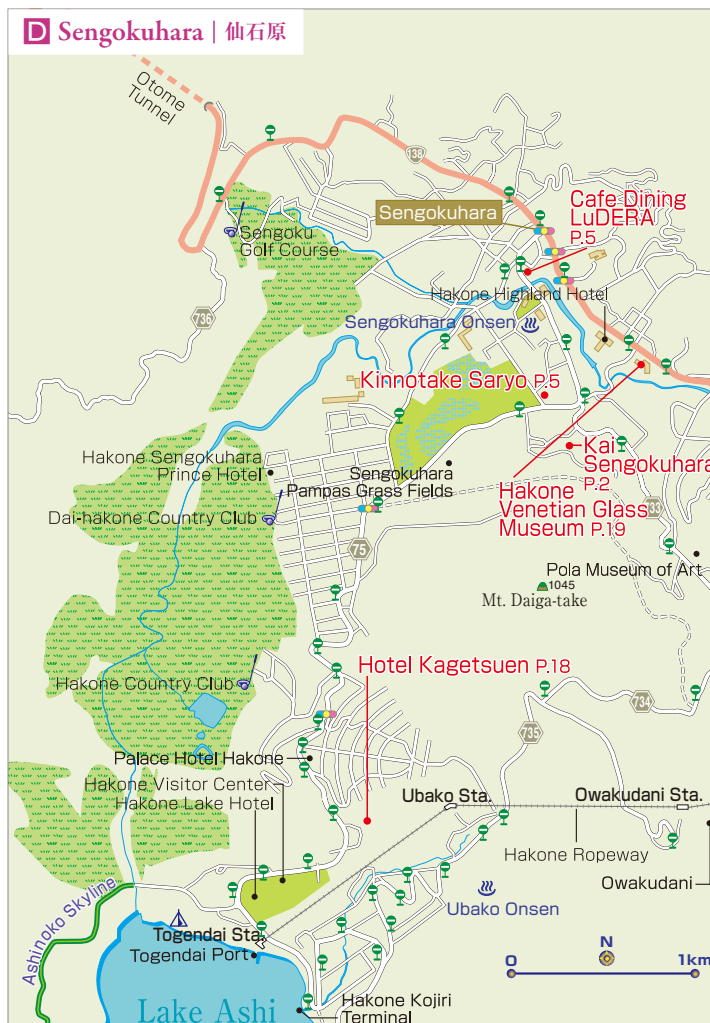 D Sengokuhara | 仙石原
Otome
Tunnel
138
Cafe Dining
LuDERA
P.5
Sengokuhara
Sengoku
Golf Course
Hakone Highland Hotel
736
Sengokuhara Onsen
Kinnotake Saryo P.5
Kai
Sengokuhara
P.2
Hakone Sengokuhara
Prince Hotel
Sengokuhara
Pampas Grass Fields
Hakone
Venetian Glass
Museum P.19
Dai-hakone Country Club
33
75
Pola Museum of Art
1045
Mt. Daiga-take
Hotel Kagetsuen P.18
Hakone Country Club
734
735
Palace Hotel Hakone
Hakone Visitor Center
Hakone Lake Hotel
Ubako Sta.
Owakudani Sta.
Hakone Ropeway
Owakudani
Ashinoko Skyline
Ubako Onsen
Togendai Sta.
Togendai Port
N
0
1km
Lake Ashi
Hakone Kojiri
Terminal